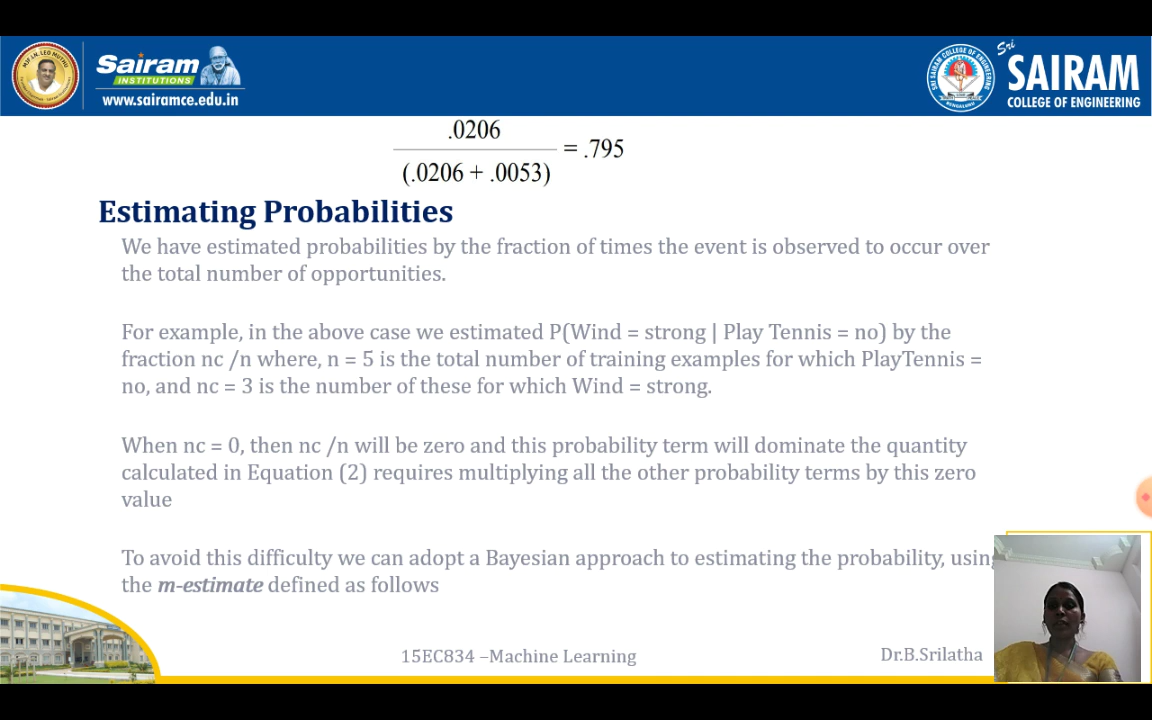 Sairam
INSTITUTIONS
www.sairamce.edu.in
Sri
SAIRAM
COLLEGE OF ENGINEERING
.0206
(.0206 + .0053)
= .795
Estimating Probabilities
We have estimated probabilities by the fraction of times the event is observed to occur over
the total number of opportunities.
For example, in the above case we estimated P(Wind = strong | Play Tennis = no) by the
fraction nc /n where, n = 5 is the total number of training examples for which PlayTennis =
no, and nc = 3 is the number of these for which Wind = strong.
When nc = 0, then nc /n will be zero and this probability term will dominate the quantity
calculated in Equation (2) requires multiplying all the other probability terms by this zero
value
To avoid this difficulty we can adopt a Bayesian approach to estimating the probability, using
the m-estimate defined as follows
15EC834 –Machine Learning
Dr.B.Srilatha